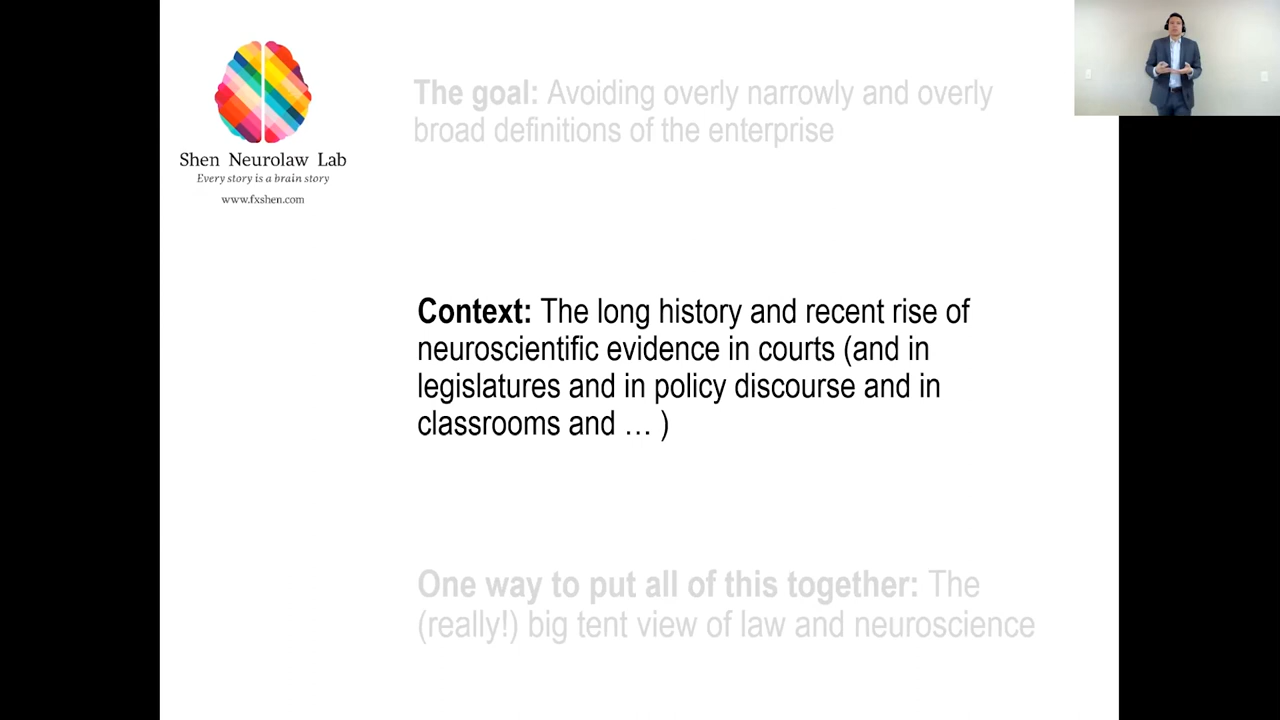 Shen Neurolaw Lab
Every story is a brain story
www.fxshen.com
The goal: Avoiding overly narrowly and overly
broad definitions of the enterprise
Context: The long history and recent rise of
neuroscientific evidence in courts (and in
legislatures and in policy discourse and in
classrooms and … )
One way to put all of this together: The
(really!) big tent view of law and neuroscience